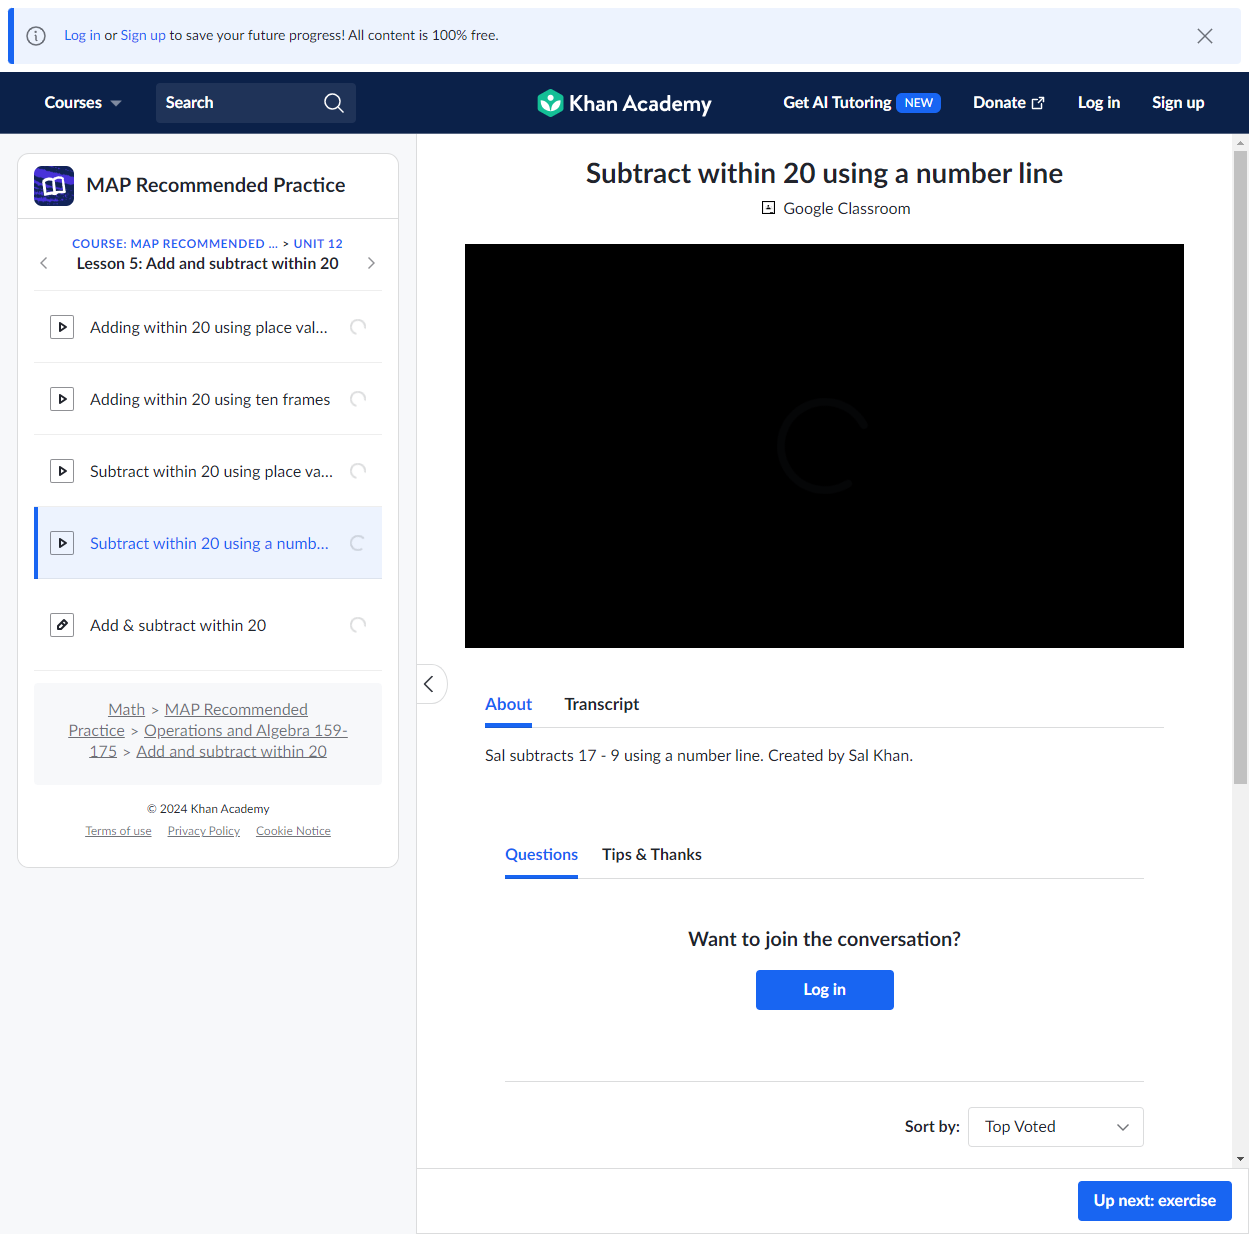 Log in or Sign up to save your future progress! All content is 100% free.
Courses
Search
Khan Academy
Get AI Tutoring NEW
Donate
Log in
Sign up
MAP Recommended Practice
COURSE: MAP RECOMMENDED ... > UNIT 12
Lesson 5: Add and subtract within 20
Adding within 20 using place val...
Adding within 20 using ten frames
Subtract within 20 using place va...
Subtract within 20 using a numb...
Add & subtract within 20
Math > MAP Recommended
Practice > Operations and Algebra 159-
175 > Add and subtract within 20
© 2024 Khan Academy
Terms of use Privacy Policy Cookie Notice
Subtract within 20 using a number line
Google Classroom
About Transcript
Sal subtracts 17 - 9 using a number line. Created by Sal Khan.
Questions Tips & Thanks
Want to join the conversation?
Log in
Sort by: Top Voted
Up next: exercise